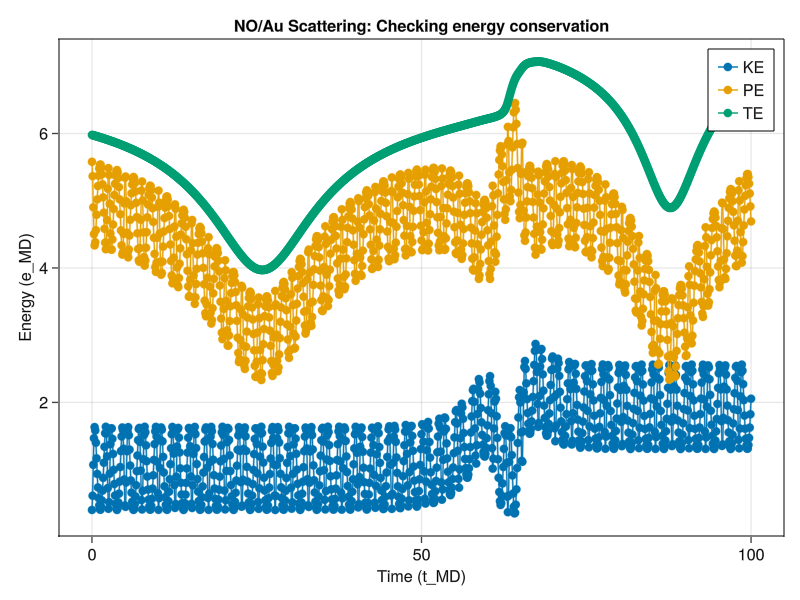 NO/Au Scattering: Checking energy conservation
KE
PE
TE
6
4
2
Energy (e_MD)
0
50
100
Time (t_MD)